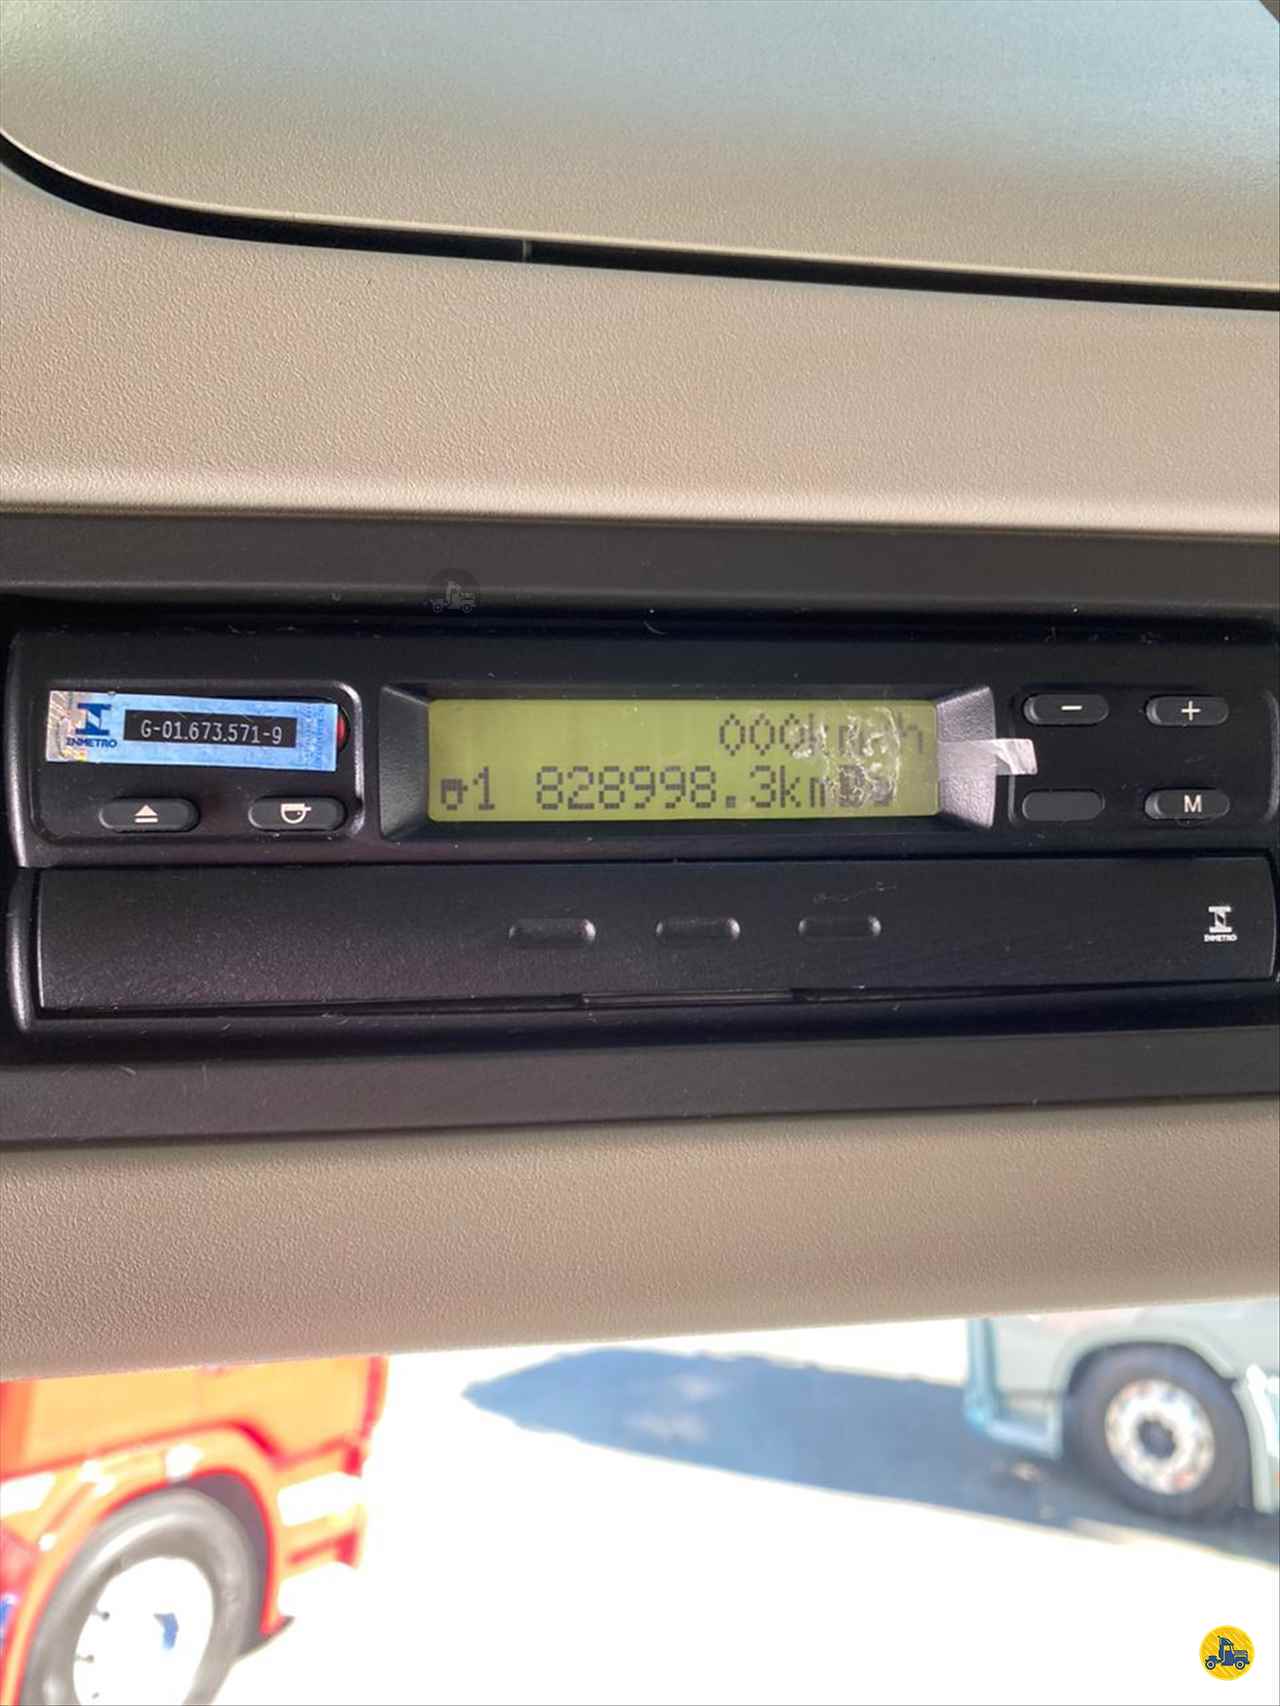 INMETRO
G-01.673.571-9
000km/h
1 828998.3km
−
+
M
INMETRO